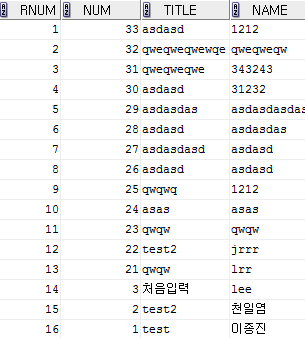 RNUM NUM TITLE NAME
1 33 asdasd 1212
2 32 qweqweqwewqe qweqweqw
3 31 qweqweqwe 343243
4 30 asdasd 31232
5 29 asdasdas asdasdasdas
6 28 asdasd asdasdas
7 27 asdasdasd asdasd
8 26 asdasd asdasd
9 25 qwqwq 1212
10 24 asas asas
11 23 qwqw qwqw
12 22 test2 jrrr
13 21 qwqw lrr
14 3 처음입력 lee
15 2 test2 천일염
16 1 test 이종진